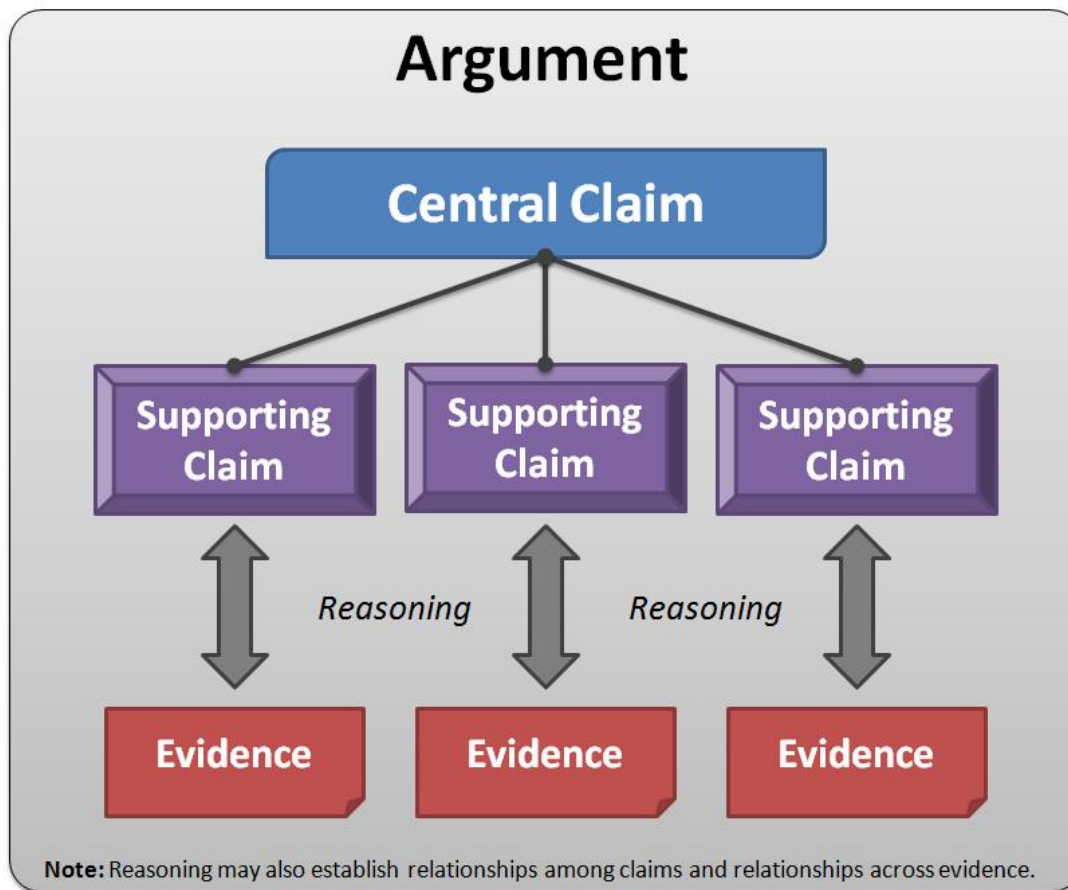 Argument
Central Claim
Supporting
Claim
Supporting
Claim
Supporting
Claim
Reasoning
Reasoning
Evidence
Evidence
Evidence
Note: Reasoning may also establish relationships among claims and relationships across evidence.